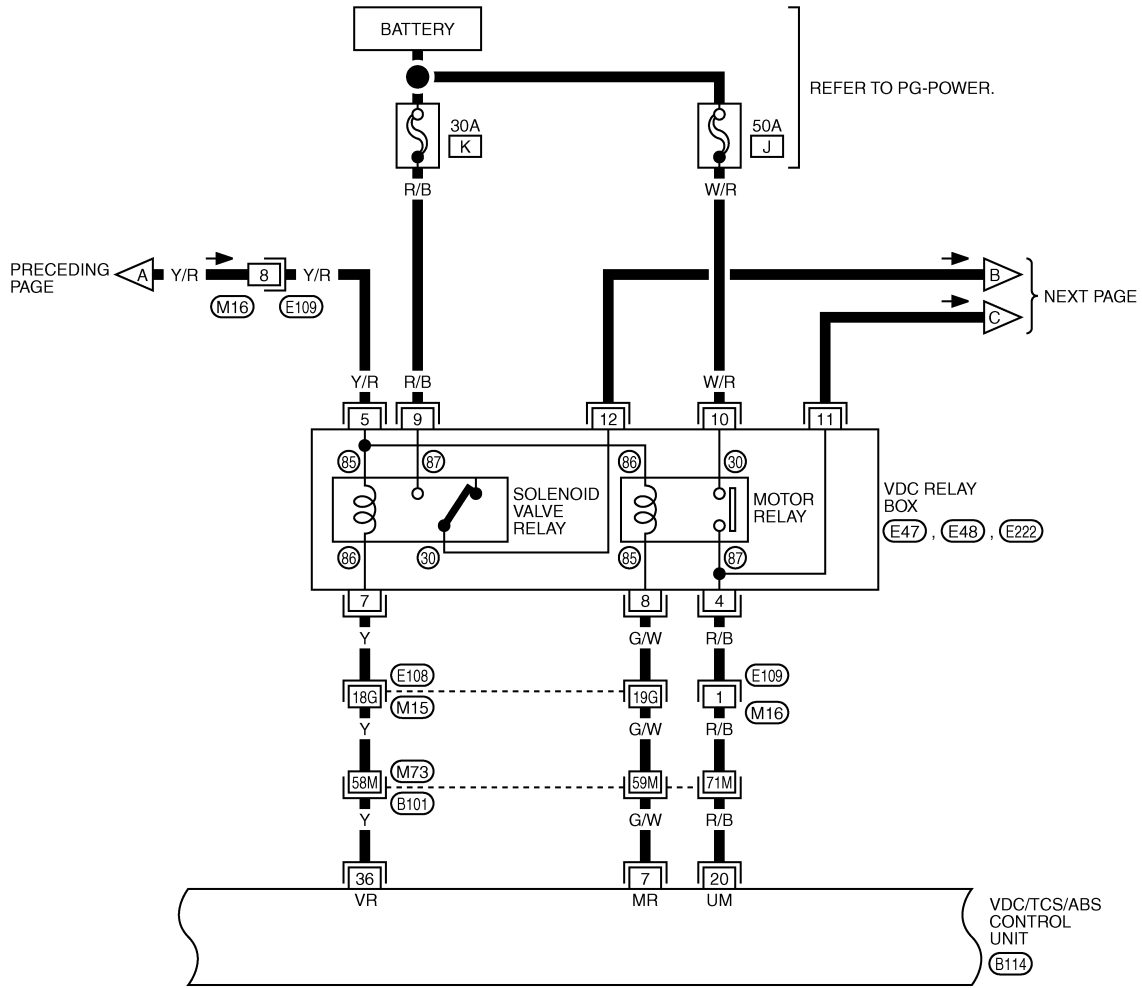 BATTERY
REFER TO PG-POWER.
30A
K
50A
J
R/B
W/R
PRECEDING
PAGE
A
Y/R
8
Y/R
M16
E109
B
C
NEXT PAGE
Y/R
R/B
W/R
5
9
12
10
11
85
87
86
30
SOLENOID
VALVE
RELAY
MOTOR
RELAY
VDC RELAY
BOX
E47 , E48 , E222
86
30
85
87
7
8
4
Y
G/W
R/B
E108
E109
18G
19G
1
M15
M16
Y
G/W
R/B
M73
58M
59M
71M
B101
Y
G/W
R/B
36
7
20
VR
MR
UM
VDC/TCS/ABS
CONTROL
UNIT
B114